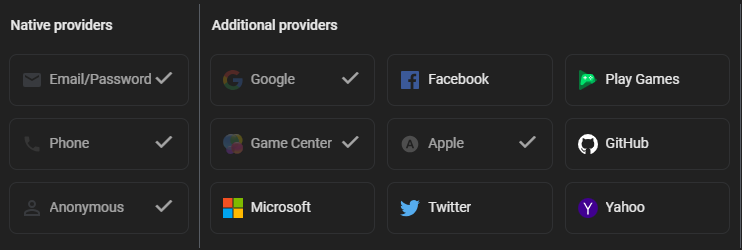 Native providers
Additional providers
Email/Password
Google
Facebook
Play Games
Phone
Game Center
Apple
GitHub
Anonymous
Microsoft
Twitter
Yahoo